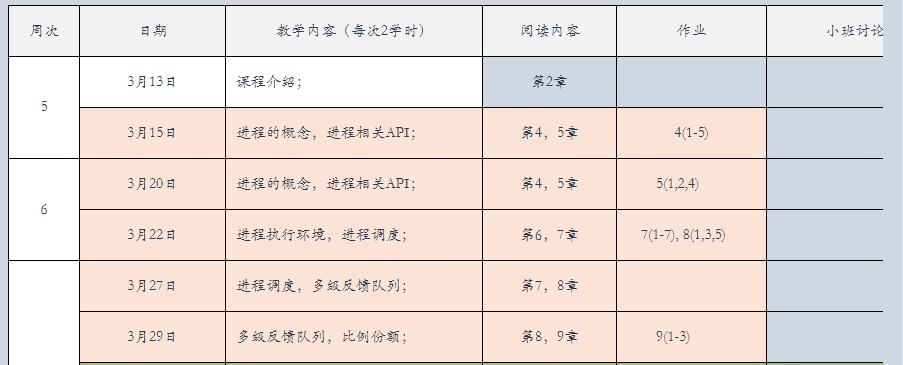 周次 日期 教学内容（每次2学时） 阅读内容 作业 小班讨论
5
3月13日 课程介绍； 第2章
3月15日 进程的概念，进程相关API； 第4，5章 4(1-5)
6
3月20日 进程的概念，进程相关API； 第4，5章 5(1,2,4)
3月22日 进程执行环境，进程调度； 第6，7章 7(1-7), 8(1,3,5)
3月27日 进程调度，多级反馈队列； 第7，8章
3月29日 多级反馈队列，比例份额； 第8，9章 9(1-3)